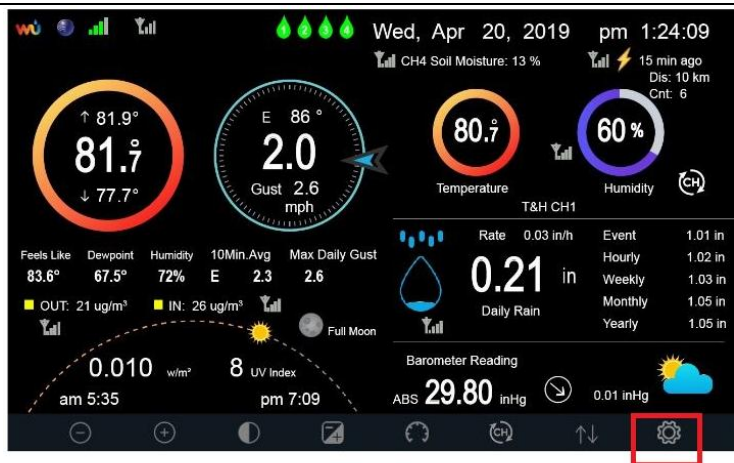 wu
1 2 3 4
Wed, Apr 20, 2019 pm 1:24:09
CH4 Soil Moisture: 13 %
15 min ago
Dis: 10 km
Cnt: 6
↑ 81.9°
81.7°
↓ 77.7°
E 86 °
2.0
Gust 2.6
mph
80.7°
Temperature
60 %
Humidity
CH
T&H CH1
Feels Like Dewpoint Humidity 10Min.Avg Max Daily Gust
83.6° 67.5° 72% E 2.3 2.6
OUT: 21 ug/m³ IN: 26 ug/m³
Full Moon
0.010 w/m² 8 UV Index
am 5:35 pm 7:09
Rate 0.03 in/h
0.21 in
Daily Rain
Event 1.01 in
Hourly 1.02 in
Weekly 1.03 in
Monthly 1.05 in
Yearly 1.05 in
Barometer Reading
ABS 29.80 inHg 0.01 inHg
CH